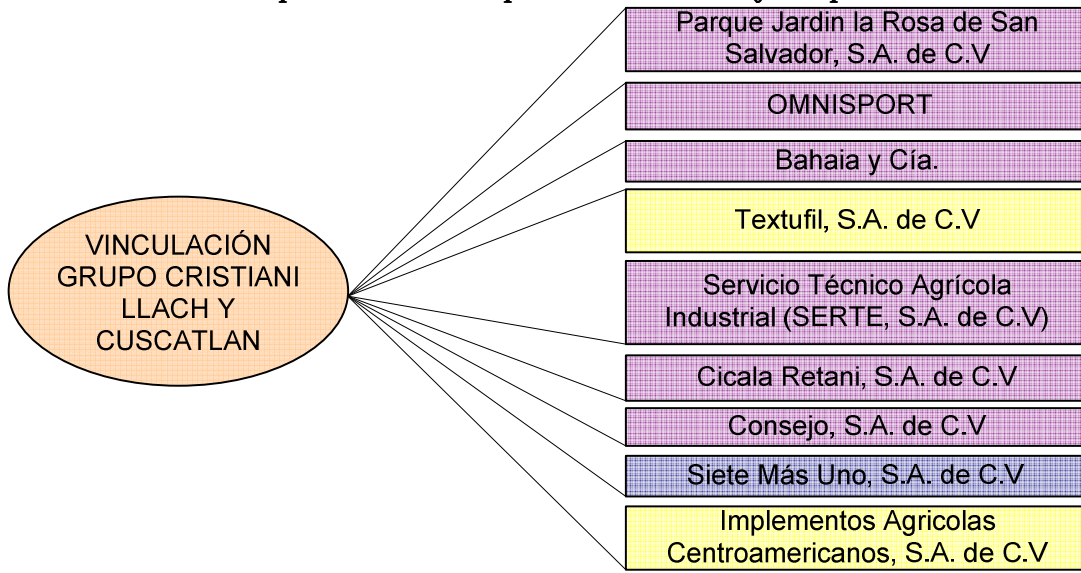 Parque Jardin la Rosa de San
Salvador, S.A. de C.V
OMNISPORT
Bahaia y Cía.
Textufil, S.A. de C.V
VINCULACIÓN
GRUPO CRISTIANI
LLACH Y
CUSCATLAN
Servicio Técnico Agrícola
Industrial (SERTE, S.A. de C.V)
Cicala Retani, S.A. de C.V
Consejo, S.A. de C.V
Siete Más Uno, S.A. de C.V
Implementos Agricolas
Centroamericanos, S.A. de C.V